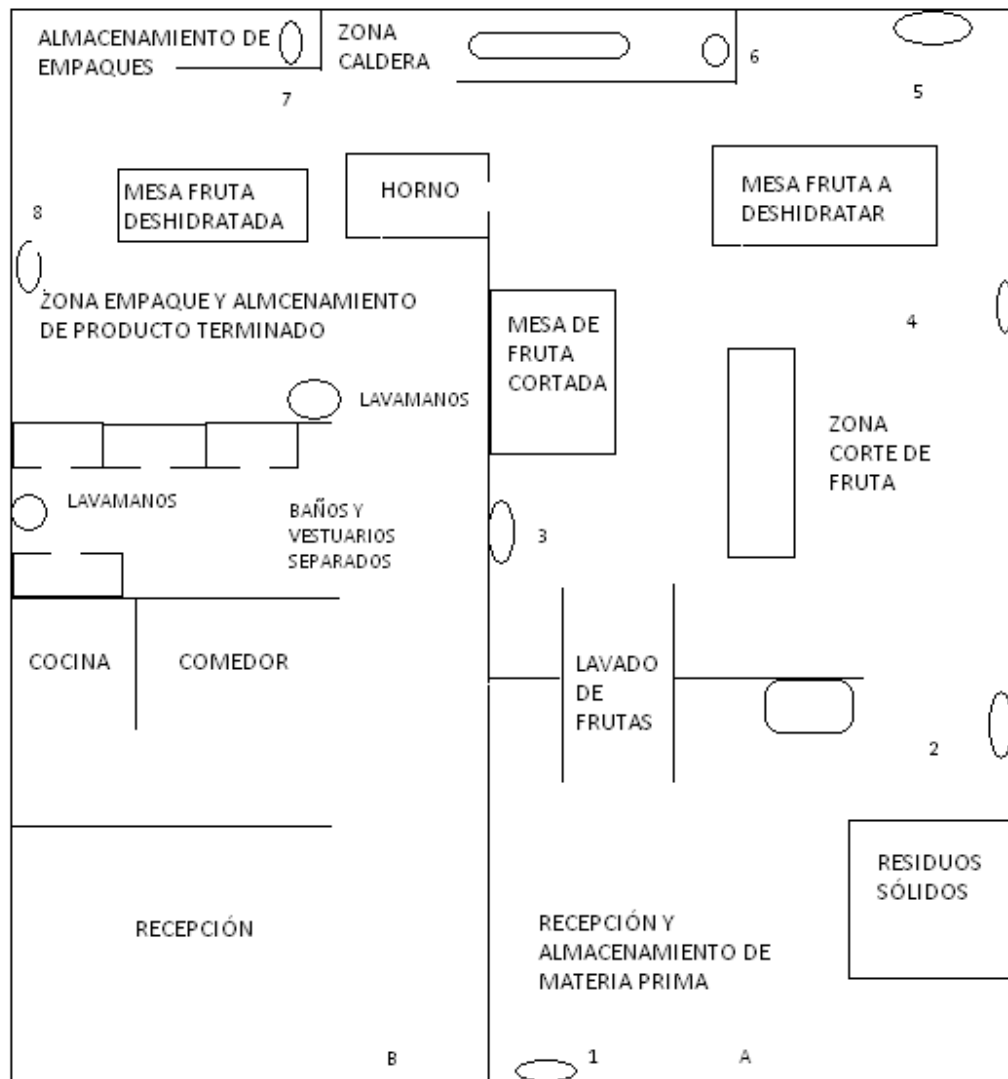 ALMACENAMIENTO DE
EMPAQUES
ZONA
CALDERA
6
5
7
MESA FRUTA
DESHIDRATADA
HORNO
MESA FRUTA A
DESHIDRATAR
8
ZONA EMPAQUE Y ALMCENAMIENTO
DE PRODUCTO TERMINADO
MESA DE
FRUTA
CORTADA
4
LAVAMANOS
ZONA
CORTE DE
FRUTA
LAVAMANOS
BAÑOS Y
VESTUARIOS
SEPARADOS
3
COCINA
COMEDOR
LAVADO
DE
FRUTAS
2
RESIDUOS
SÓLIDOS
RECEPCIÓN
RECEPCIÓN Y
ALMACENAMIENTO DE
MATERIA PRIMA
B
1
A